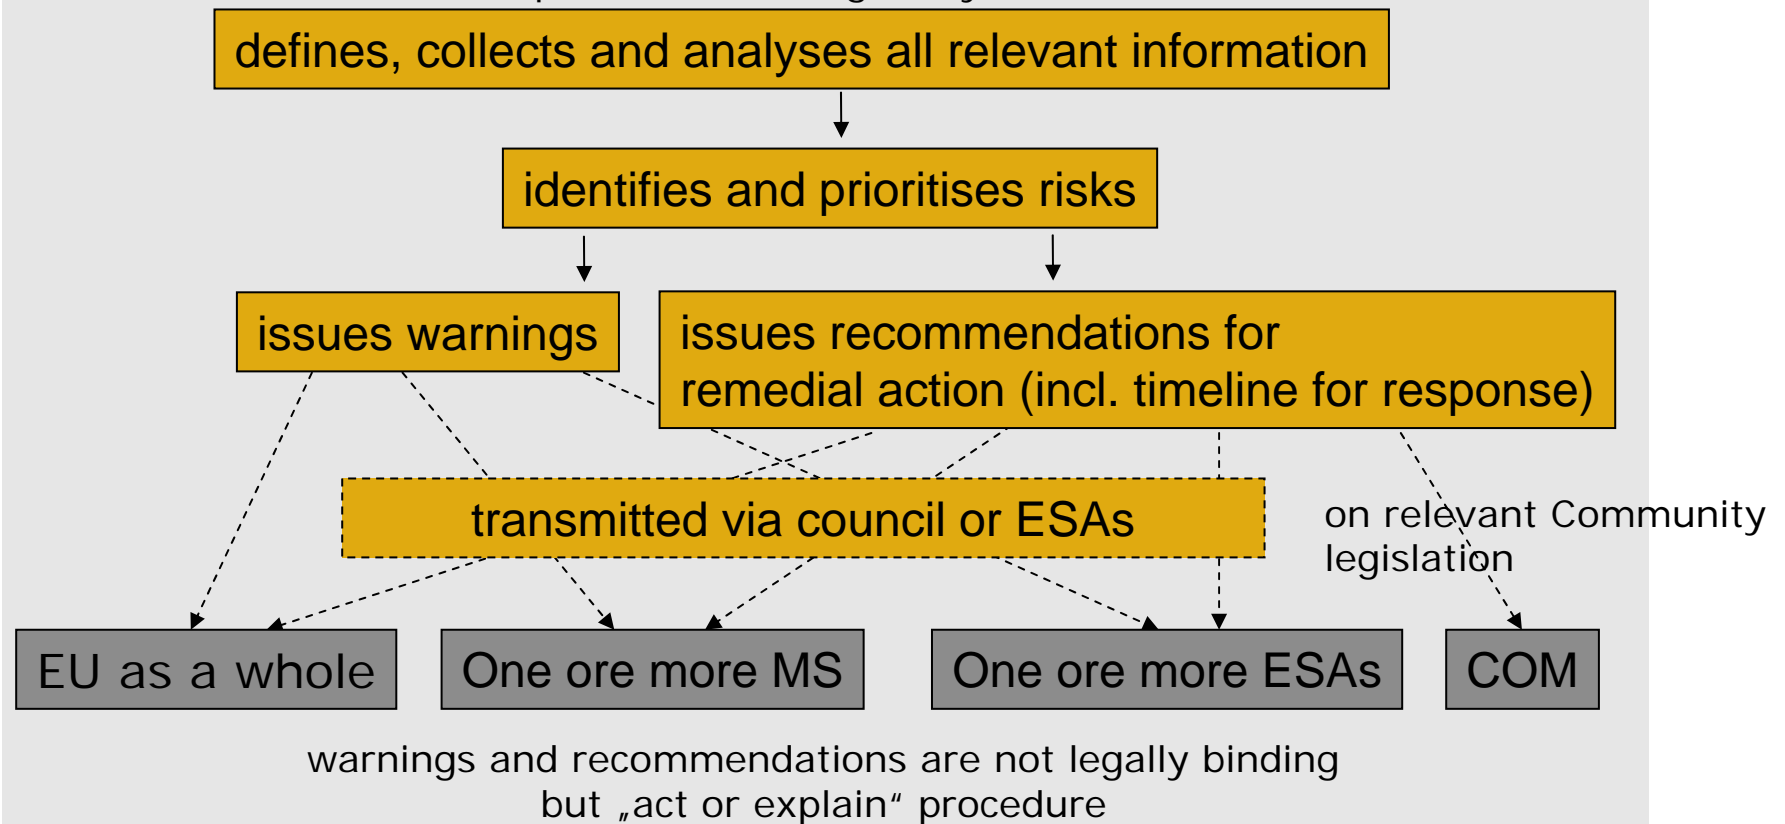 defines, collects and analyses all relevant information
identifies and prioritises risks
issues warnings
issues recommendations for
remedial action (incl. timeline for response)
transmitted via council or ESAs
on relevant Community
legislation
EU as a whole
One ore more MS
One ore more ESAs
COM
warnings and recommendations are not legally binding
but „act or explain“ procedure